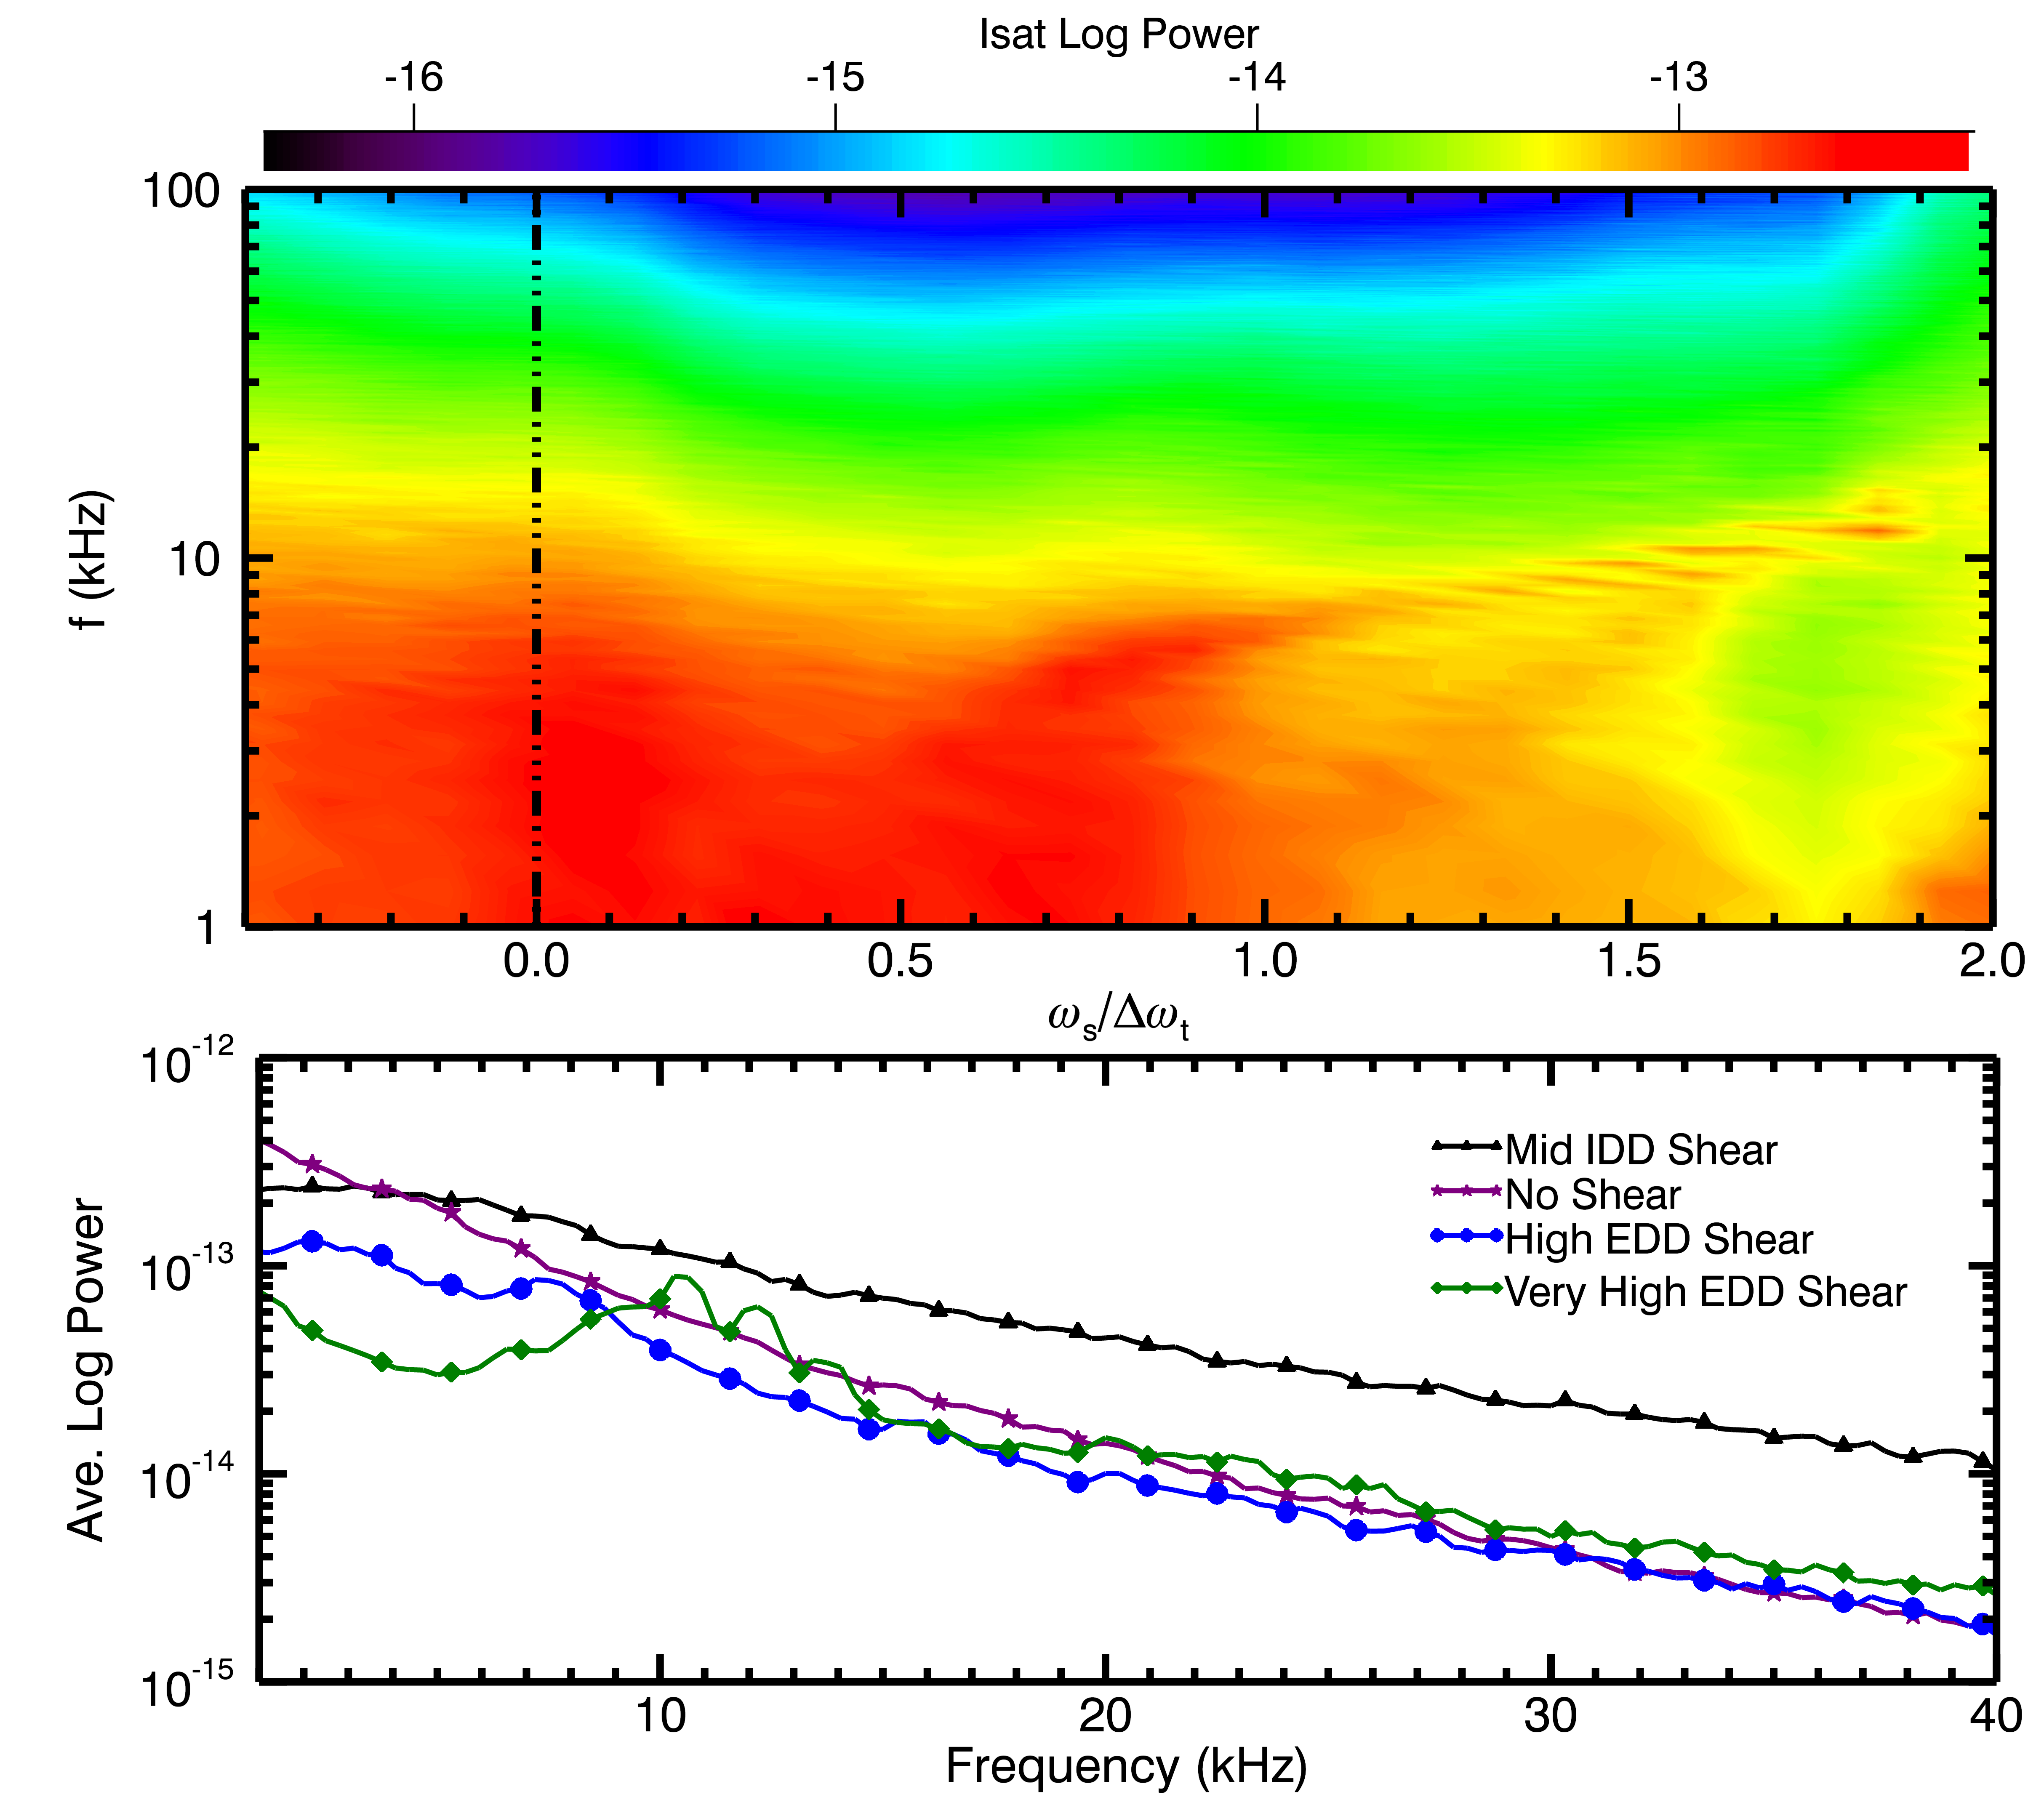 Isat Log Power
-16 -15 -14 -13
100
10
1
f (kHz)
0.0 0.5 1.0 1.5 2.0
ωs/Δωt
10-12
10-13
10-14
10-15
Ave. Log Power
Mid IDD Shear
No Shear
High EDD Shear
Very High EDD Shear
10 20 30 40
Frequency (kHz)